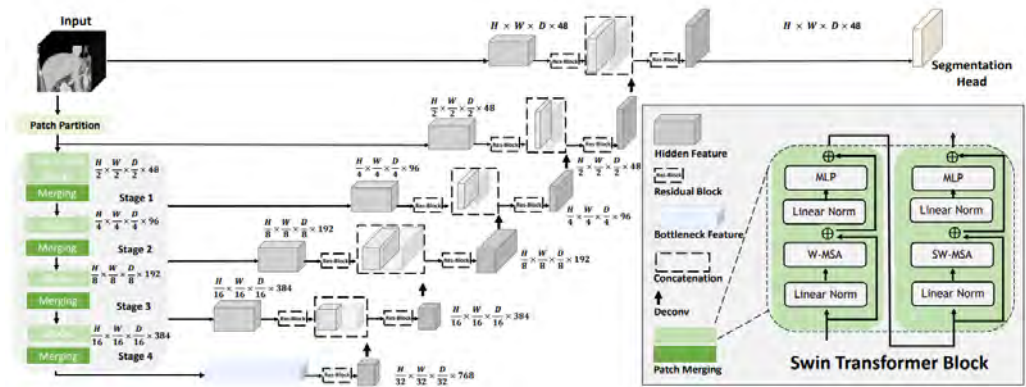 Input
H × W × D × 48
H × W × D × 48
Res-Block
Res-Block
Segmentation
Head
Patch Partition
H/2 × W/2 × D/2 × 48
Res-Block
Res-Block
H/2 × W/2 × D/2 × 48
H/2 × W/2 × D/2 × 48
Merging
Stage 1
H/4 × W/4 × D/4 × 96
Res-Block
Res-Block
H/4 × W/4 × D/4 × 96
H/4 × W/4 × D/4 × 96
Merging
Stage 2
H/8 × W/8 × D/8 × 192
Res-Block
Res-Block
H/8 × W/8 × D/8 × 192
H/8 × W/8 × D/8 × 192
Merging
Stage 3
H/16 × W/16 × D/16 × 384
Res-Block
Res-Block
H/16 × W/16 × D/16 × 384
H/16 × W/16 × D/16 × 384
Merging
Stage 4
Res-Block
H/32 × W/32 × D/32 × 768
Hidden Feature
Res-Block
Residual Block
Bottleneck Feature
Concatenation
Deconv
Patch Merging
MLP
Linear Norm
W-MSA
Linear Norm
MLP
Linear Norm
SW-MSA
Linear Norm
Swin Transformer Block